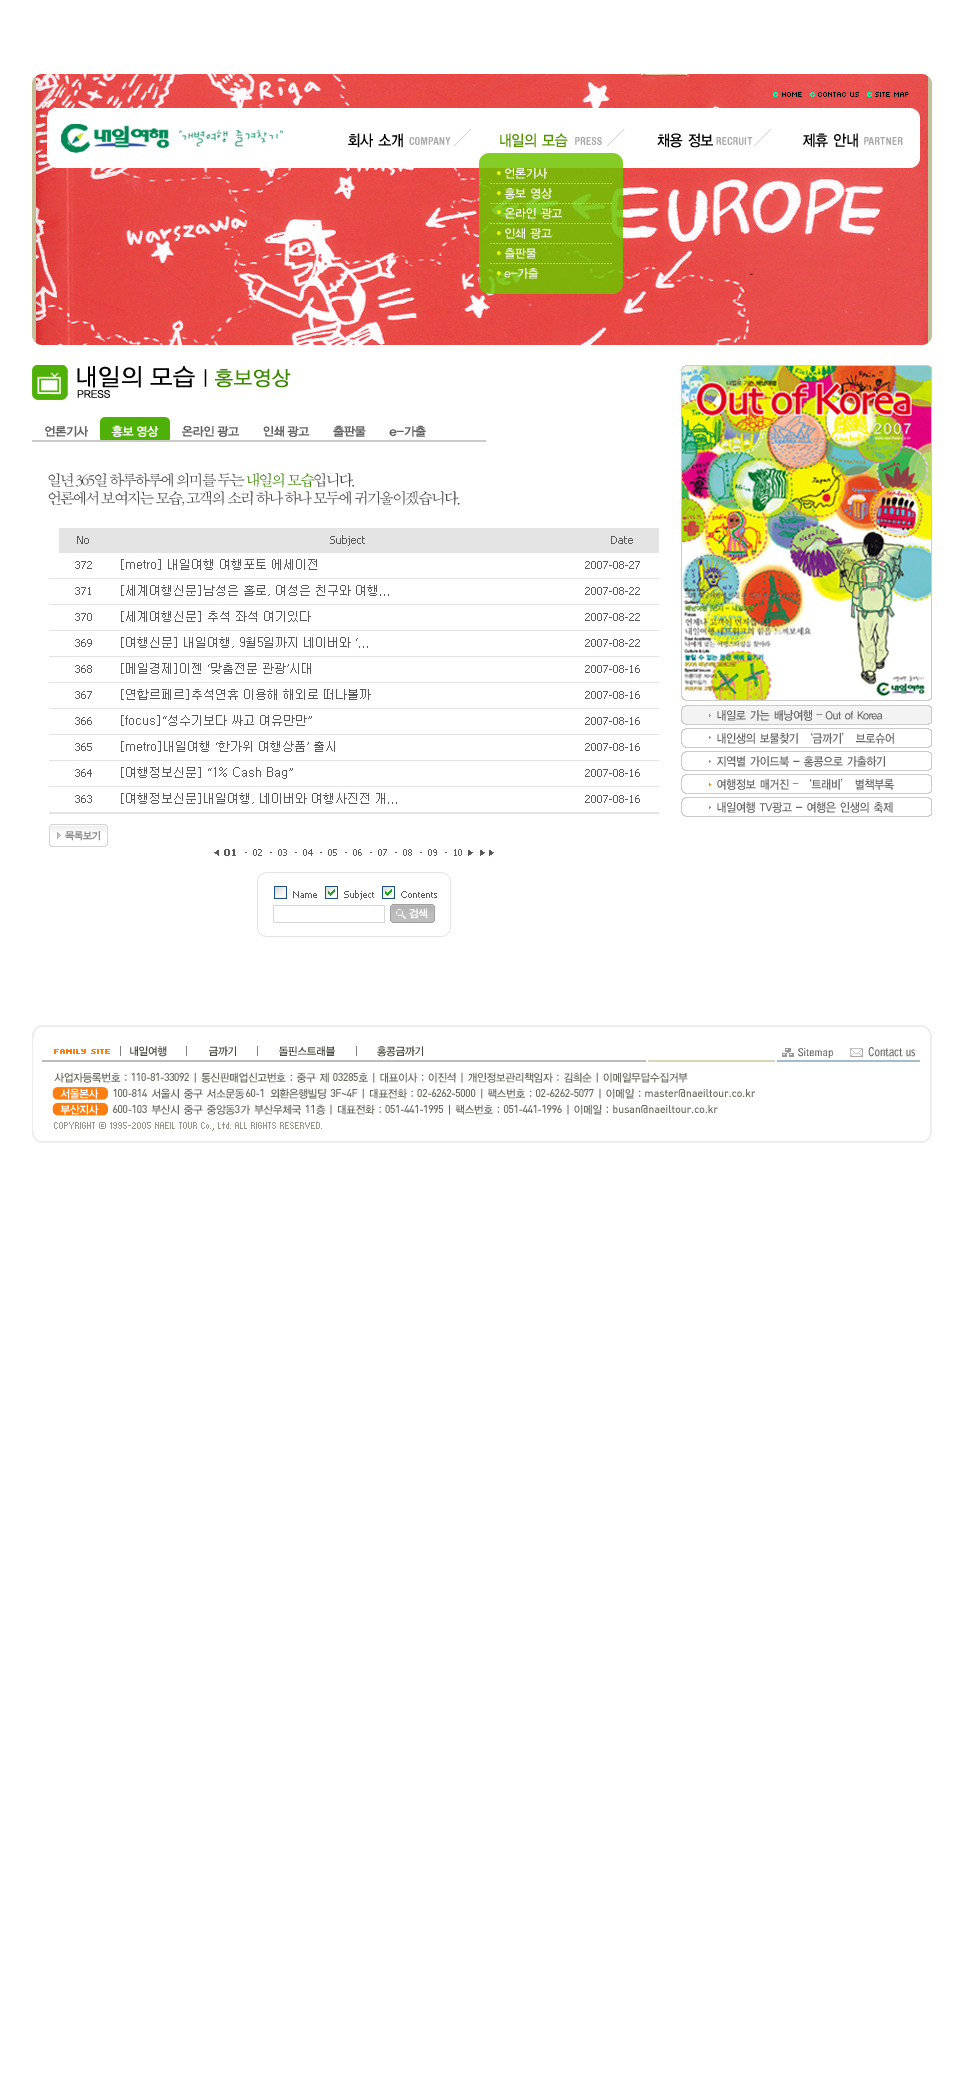 Riga
HOME CONTAC US SITE MAP
내일여행 "개별여행 즐겨찾기"
회사 소개 COMPANY
내일의 모습 PRESS
채용 정보 RECRUIT
제휴 안내 PARTNER
언론기사
홍보 영상
온라인 광고
인쇄 광고
출판물
e-가출
EUROPE
warszawa
내일의 모습 | 홍보영상
PRESS
언론기사 홍보 영상 온라인 광고 인쇄 광고 출판물 e-가출
일년 365일 하루하루에 의미를 두는 내일의 모습입니다.
언론에서 보여지는 모습, 고객의 소리 하나 하나 모두에 귀기울이겠습니다.
No Subject Date
372 [metro] 내일여행 여행포토 에세이전 2007-08-27
371 [세계여행신문]남성은 홀로, 여성은 친구와 여행... 2007-08-22
370 [세계여행신문] 추석 좌석 여기있다 2007-08-22
369 [여행신문] 내일여행, 9월5일까지 네이버와 '... 2007-08-22
368 [메일경제]이젠 '맞춤전문 관광'시대 2007-08-16
367 [연합르페르]추석연휴 이용해 해외로 떠나볼까 2007-08-16
366 [focus]"성수기보다 싸고 여유만만" 2007-08-16
365 [metro]내일여행 '한가위 여행상품' 출시 2007-08-16
364 [여행정보신문] "1% Cash Bag" 2007-08-16
363 [여행정보신문]내일여행, 네이버와 여행사진전 개... 2007-08-16
목록보기
01 · 02 · 03 · 04 · 05 · 06 · 07 · 08 · 09 · 10
Name Subject Contents
검색
Out of Korea
2007
Japan
Nepal
내일여행
내일로 가는 배낭여행 - Out of Korea
내인생의 보물찾기 '금까기' 브로슈어
지역별 가이드북 - 홍콩으로 가출하기
여행정보 매거진 - '트래비' 별책부록
내일여행 TV광고 - 여행은 인생의 축제
FAMILY SITE | 내일여행 | 금까기 | 돌핀스트래블 | 홍콩금까기
Sitemap Contact us
사업자등록번호 : 110-81-33092 | 통신판매업신고번호 : 중구 제 03285호 | 대표이사 : 이진석 | 개인정보관리책임자 : 김희순 | 이메일무답수집거부
서울본사 100-814 서울시 중구 서소문동 60-1 외환은행빌딩 3F~4F | 대표전화 : 02-6262-5000 | 팩스번호 : 02-6262-5077 | 이메일 : master@naeiltour.co.kr
부산지사 600-103 부산시 중구 중앙동3가 부산우체국 11층 | 대표전화 : 051-441-1995 | 팩스번호 : 051-441-1996 | 이메일 : busan@naeiltour.co.kr
COPYRIGHT © 1995-2005 NAEIL TOUR Co., Ltd. ALL RIGHTS RESERVED.